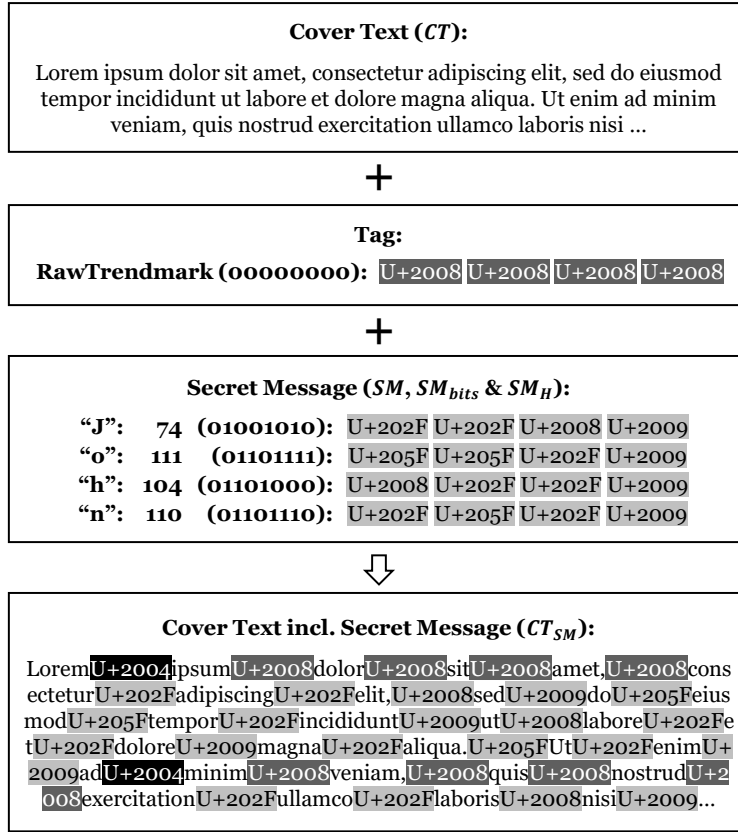 Cover Text (CT):
Lorem ipsum dolor sit amet, consectetur adipiscing elit, sed do eiusmod
tempor incididunt ut labore et dolore magna aliqua. Ut enim ad minim
veniam, quis nostrud exercitation ullamco laboris nisi ...
+
Tag:
RawTrendmark (00000000): U+2008 U+2008 U+2008 U+2008
+
Secret Message (SM, SMbits & SMH):
“J”: 74 (01001010): U+202F U+202F U+2008 U+2009
“o”: 111 (01101111): U+205F U+205F U+202F U+2009
“h”: 104 (01101000): U+2008 U+202F U+202F U+2009
“n”: 110 (01101110): U+202F U+205F U+202F U+2009
Cover Text incl. Secret Message (CTSM):
LoremU+2004ipsumU+2008dolorU+2008sitU+2008amet,U+2008cons
ecteturU+202FadipiscingU+202Felit,U+2008sedU+2009doU+205Feius
modU+205FtemporU+202FincididuntU+2009utU+2008laboreU+202Fe
tU+202FdoloreU+2009magnaU+202Faliqua.U+205FUtU+202FenimU+
2009adU+2004minimU+2008veniam,U+2008quisU+2008nostrudU+2
008exercitationU+202FullamcoU+202FlaborisU+2008nisiU+2009...